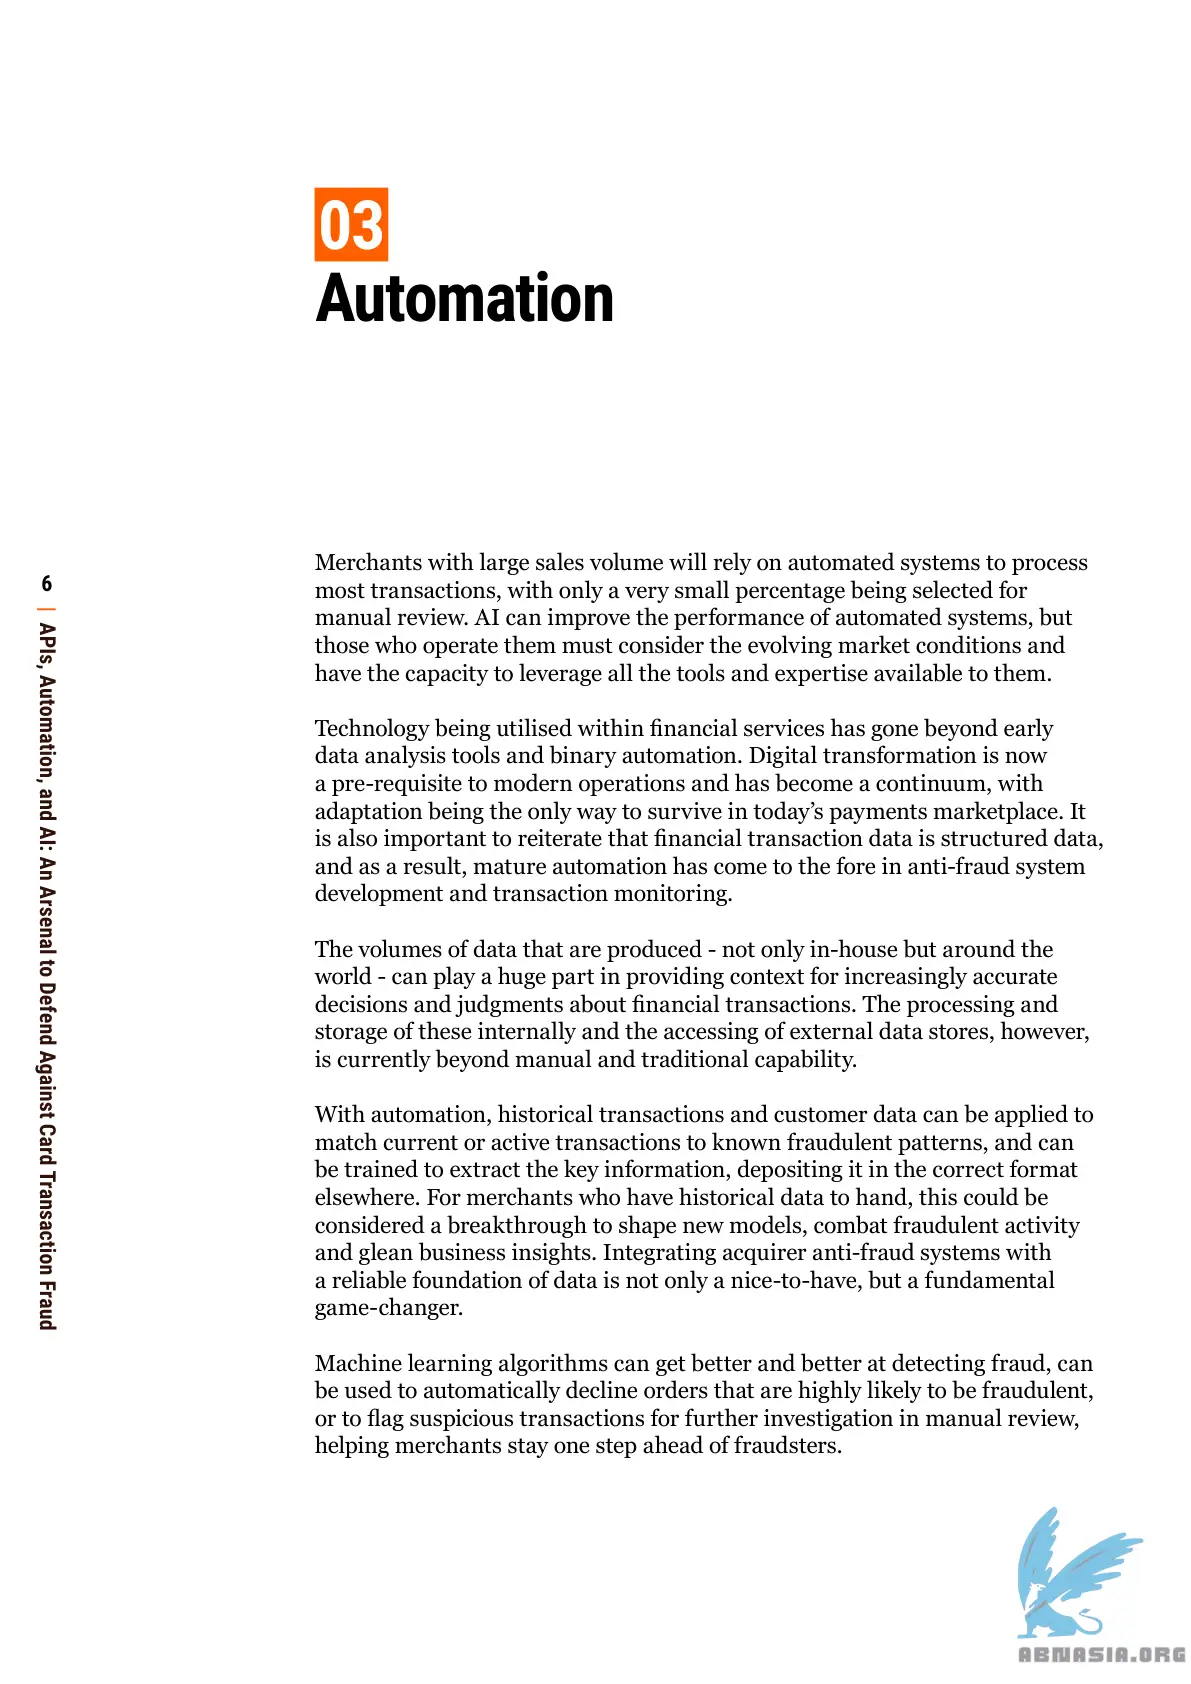 03
Automation
Merchants with large sales volume will rely on automated systems to process
most transactions, with only a very small percentage being selected for
manual review. AI can improve the performance of automated systems, but
those who operate them must consider the evolving market conditions and
have the capacity to leverage all the tools and expertise available to them.
Technology being utilised within financial services has gone beyond early
data analysis tools and binary automation. Digital transformation is now
a pre-requisite to modern operations and has become a continuum, with
adaptation being the only way to survive in today’s payments marketplace. It
is also important to reiterate that financial transaction data is structured data,
and as a result, mature automation has come to the fore in anti-fraud system
development and transaction monitoring.
The volumes of data that are produced - not only in-house but around the
world - can play a huge part in providing context for increasingly accurate
decisions and judgments about financial transactions. The processing and
storage of these internally and the accessing of external data stores, however,
is currently beyond manual and traditional capability.
With automation, historical transactions and customer data can be applied to
match current or active transactions to known fraudulent patterns, and can
be trained to extract the key information, depositing it in the correct format
elsewhere. For merchants who have historical data to hand, this could be
considered a breakthrough to shape new models, combat fraudulent activity
and glean business insights. Integrating acquirer anti-fraud systems with
a reliable foundation of data is not only a nice-to-have, but a fundamental
game-changer.
Machine learning algorithms can get better and better at detecting fraud, can
be used to automatically decline orders that are highly likely to be fraudulent,
or to flag suspicious transactions for further investigation in manual review,
helping merchants stay one step ahead of fraudsters.
6 | APIs, Automation, and AI: An Arsenal to Defend Against Card Transaction Fraud
ABNASIA.ORG